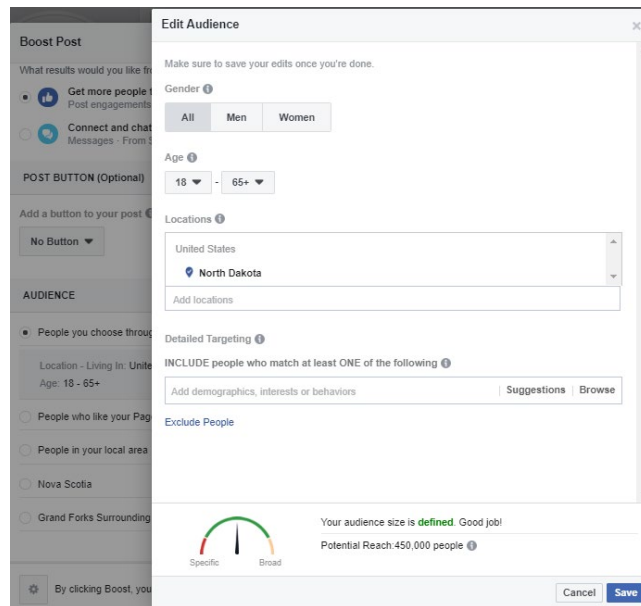 Boost Post
What results would you like fr
Get more people t
Post engagements
Connect and chat
Messages - From S
POST BUTTON (Optional)
Add a button to your post
No Button
AUDIENCE
People you choose throug
Location - Living In: Unite
Age: 18 - 65+
People who like your Pag
People in your local area
Nova Scotia
Grand Forks Surrounding
By clicking Boost, you
Edit Audience
Make sure to save your edits once you're done.
Gender
All Men Women
Age
18 - 65+
Locations
United States
North Dakota
Add locations
Detailed Targeting
INCLUDE people who match at least ONE of the following
Add demographics, interests or behaviors | Suggestions | Browse
Exclude People
Specific Broad
Your audience size is defined. Good job!
Potential Reach:450,000 people
Cancel Save